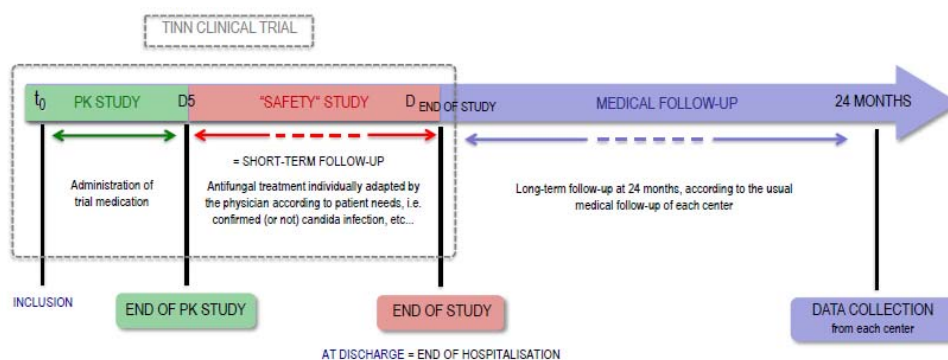 TINN CLINICAL TRIAL
t0 PK STUDY D5 "SAFETY" STUDY D END OF STUDY MEDICAL FOLLOW-UP 24 MONTHS
Administration of
trial medication
= SHORT-TERM FOLLOW-UP
Antifungal treatment individually adapted by
the physician according to patient needs, i.e.
confirmed (or not) candida infection, etc...
Long-term follow-up at 24 months, according to the usual
medical follow-up of each center
INCLUSION
END OF PK STUDY
END OF STUDY
DATA COLLECTION
from each center
AT DISCHARGE = END OF HOSPITALISATION